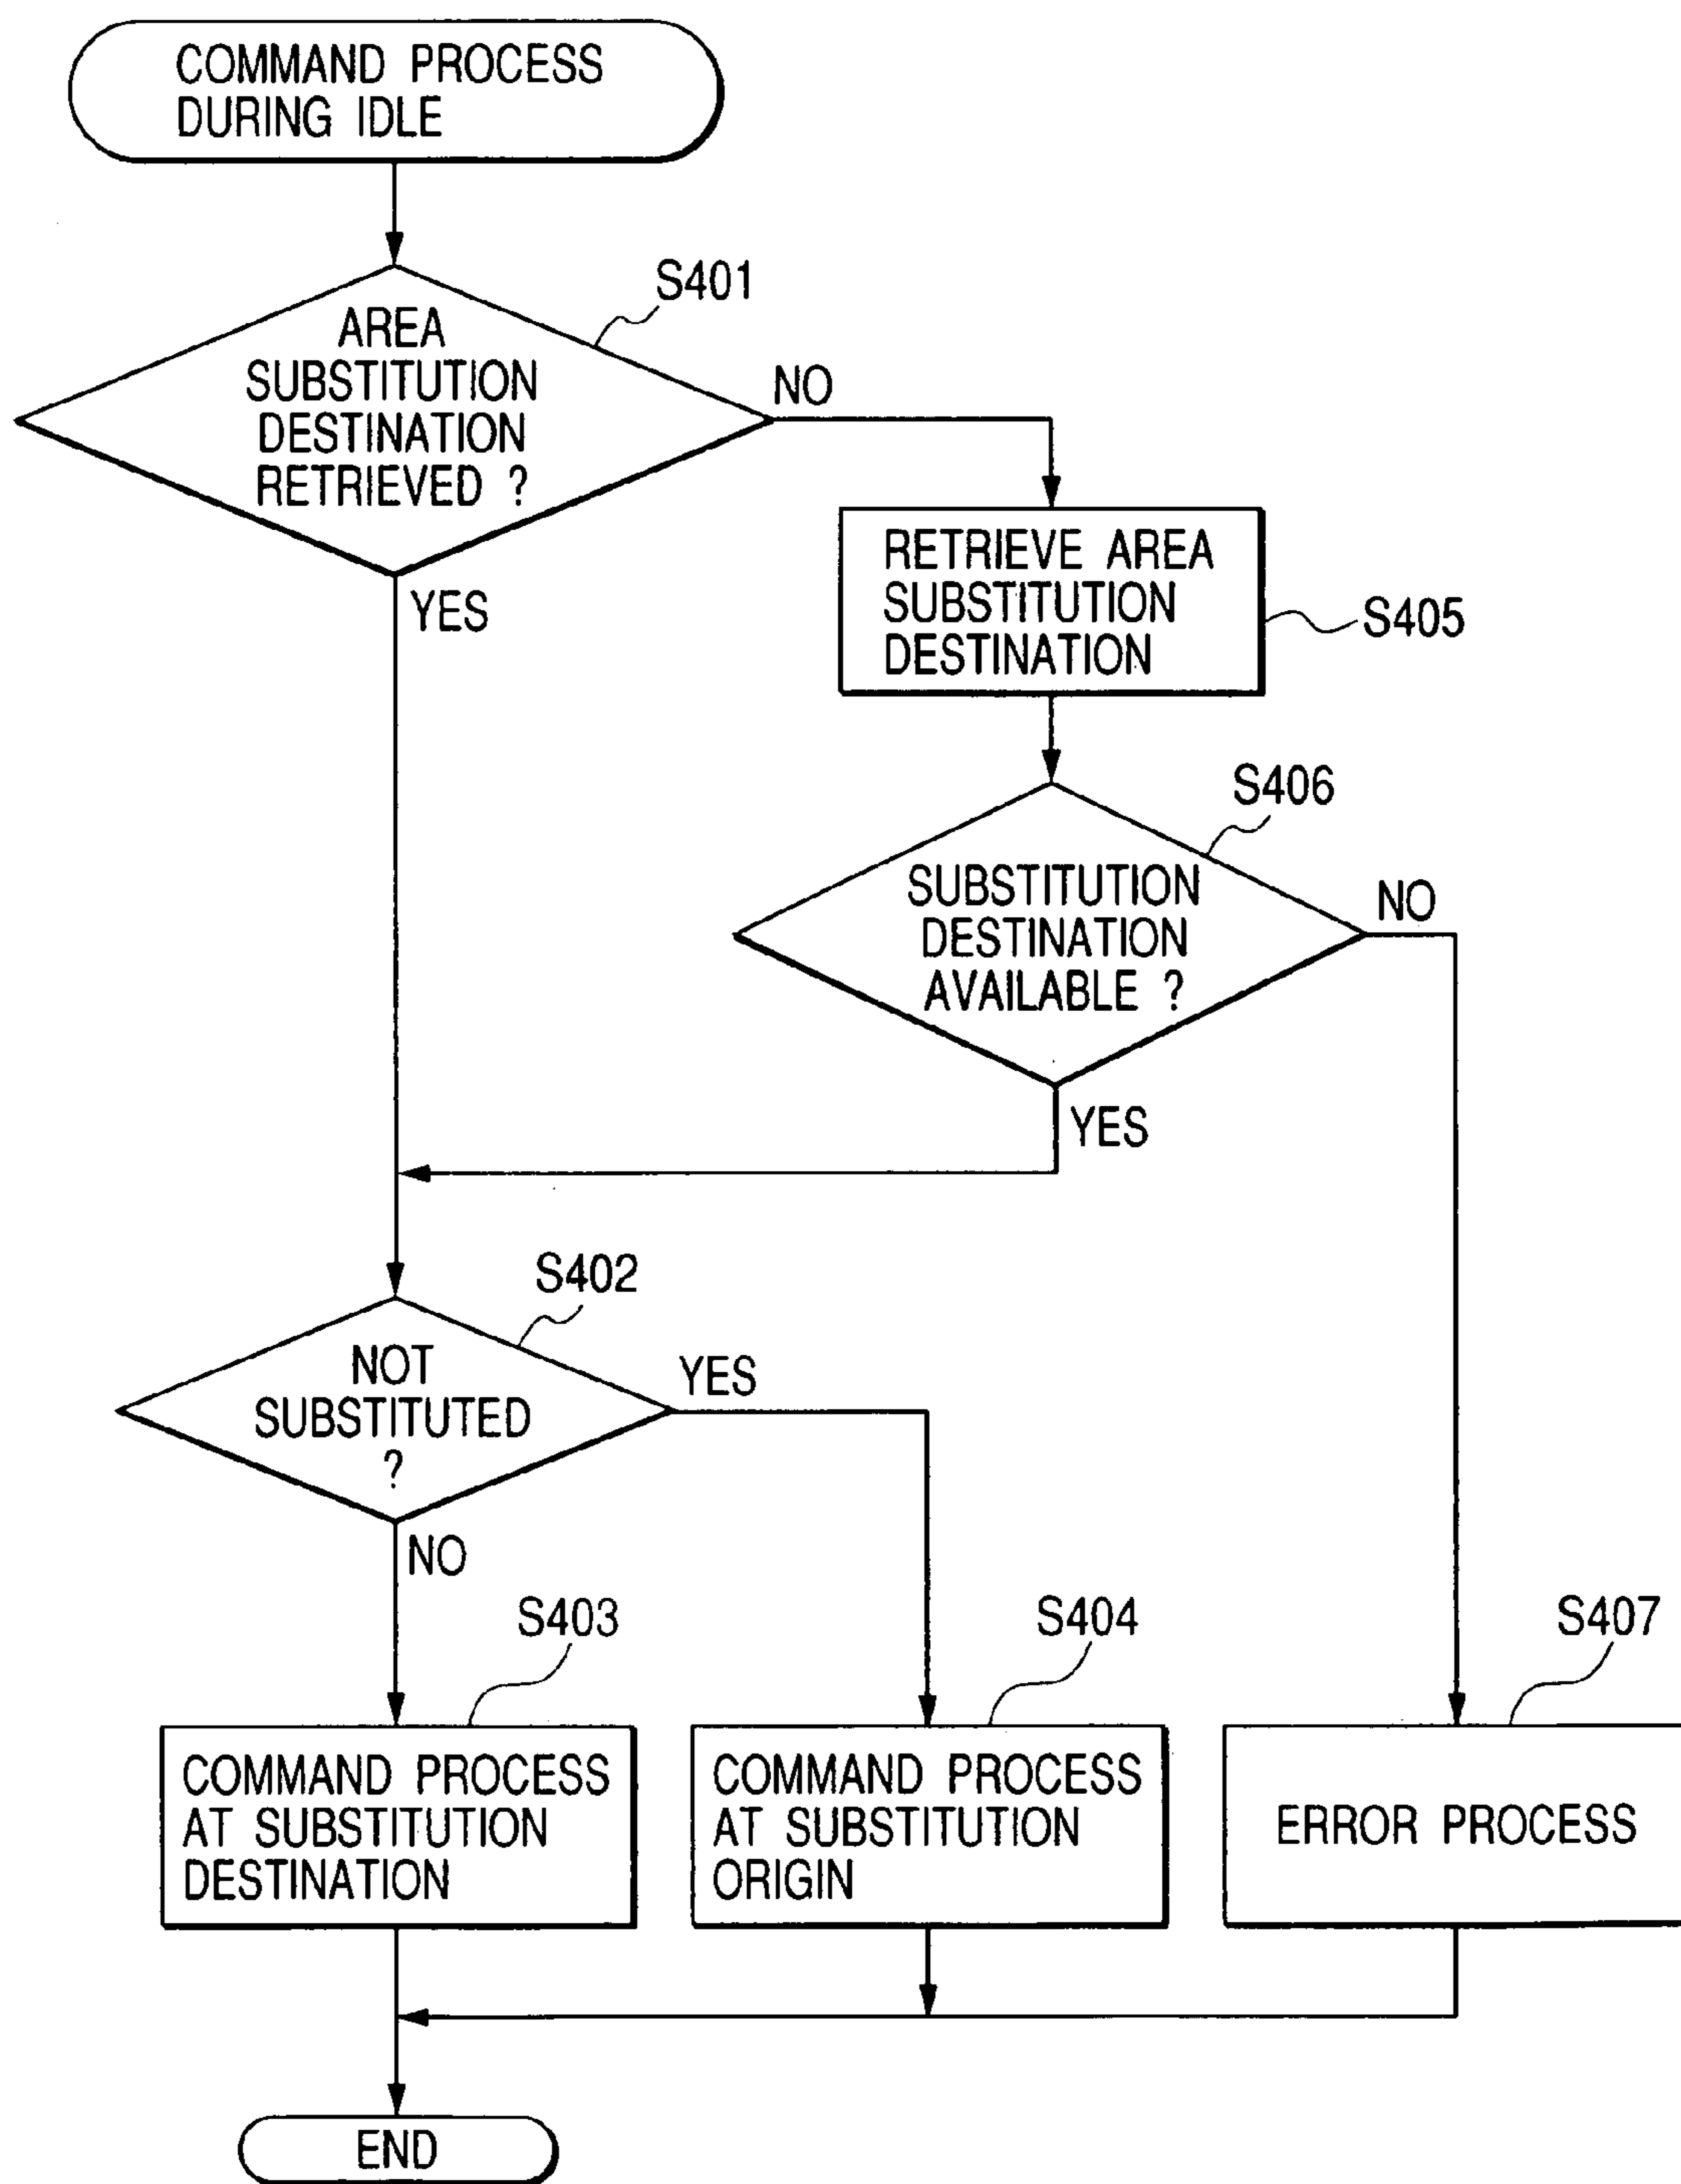 COMMAND PROCESS
DURING IDLE
S401
AREA
SUBSTITUTION
DESTINATION
RETRIEVED ?
NO
YES
RETRIEVE AREA
SUBSTITUTION
DESTINATION
S405
S406
SUBSTITUTION
DESTINATION
AVAILABLE ?
NO
YES
S402
NOT
SUBSTITUTED
?
YES
NO
S403
COMMAND PROCESS
AT SUBSTITUTION
DESTINATION
S404
COMMAND PROCESS
AT SUBSTITUTION
ORIGIN
S407
ERROR PROCESS
END